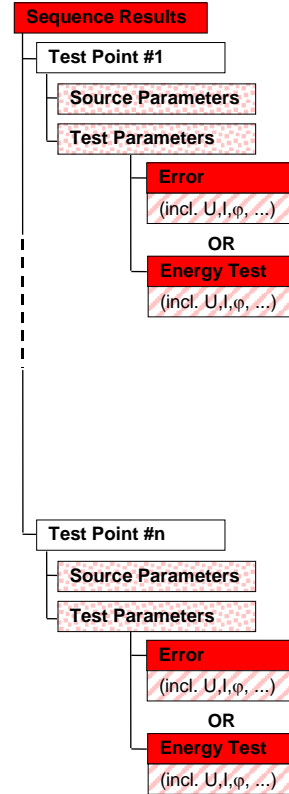 Sequence Results
Test Point #1
Source Parameters
Test Parameters
Error
(incl. U,I,φ, ...)
OR
Energy Test
(incl. U,I,φ, ...)
Test Point #n
Source Parameters
Test Parameters
Error
(incl. U,I,φ, ...)
OR
Energy Test
(incl. U,I,φ, ...)